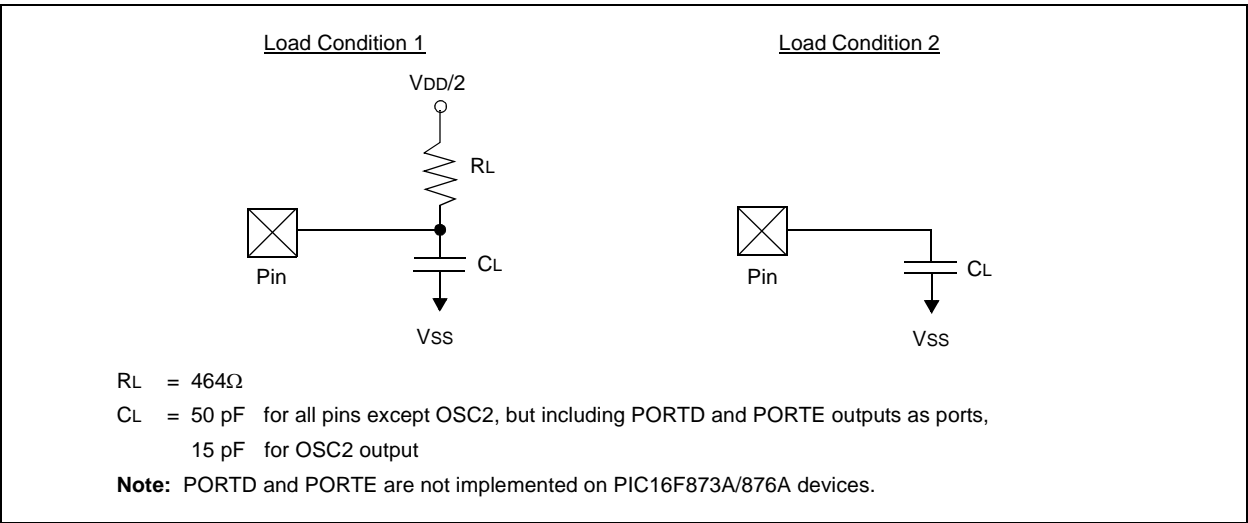 Load Condition 1
VDD/2
RL
Pin
CL
VSS
Load Condition 2
Pin
CL
VSS
RL = 464Ω
CL = 50 pF for all pins except OSC2, but including PORTD and PORTE outputs as ports,
15 pF for OSC2 output
Note: PORTD and PORTE are not implemented on PIC16F873A/876A devices.